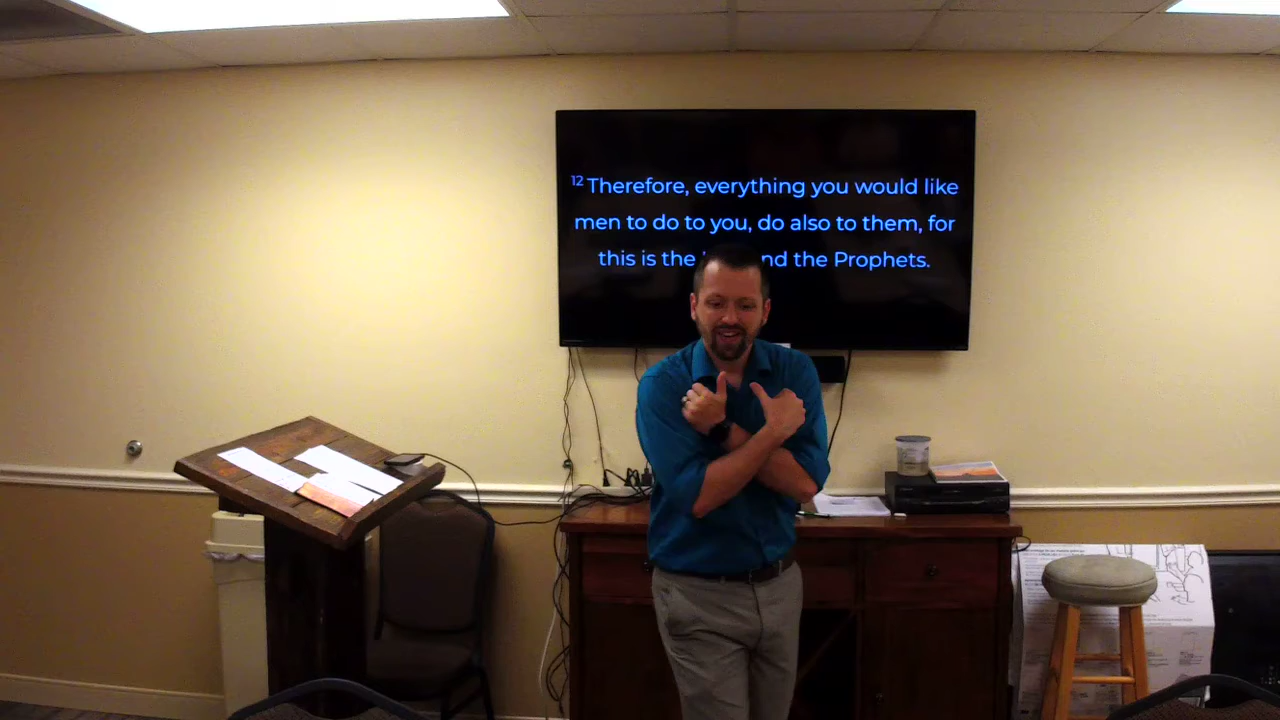 12 Therefore, everything you would like
men to do to you, do also to them, for
this is the nd the Prophets.